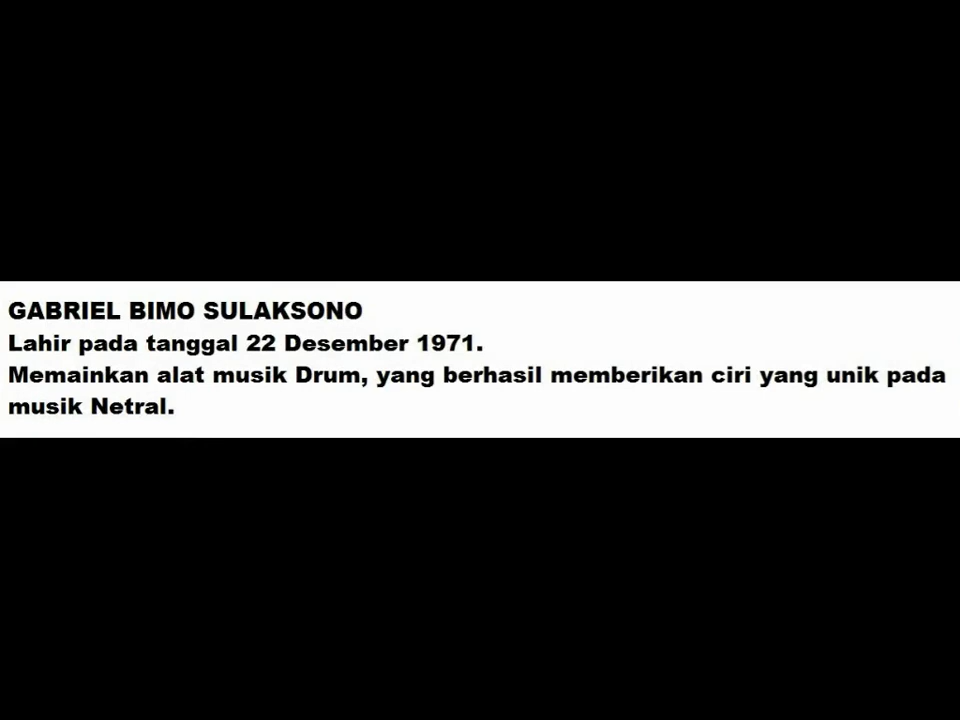 GABRIEL BIMO SULAKSONO
Lahir pada tanggal 22 Desember 1971.
Memainkan alat musik Drum, yang berhasil memberikan ciri yang unik pada
musik Netral.